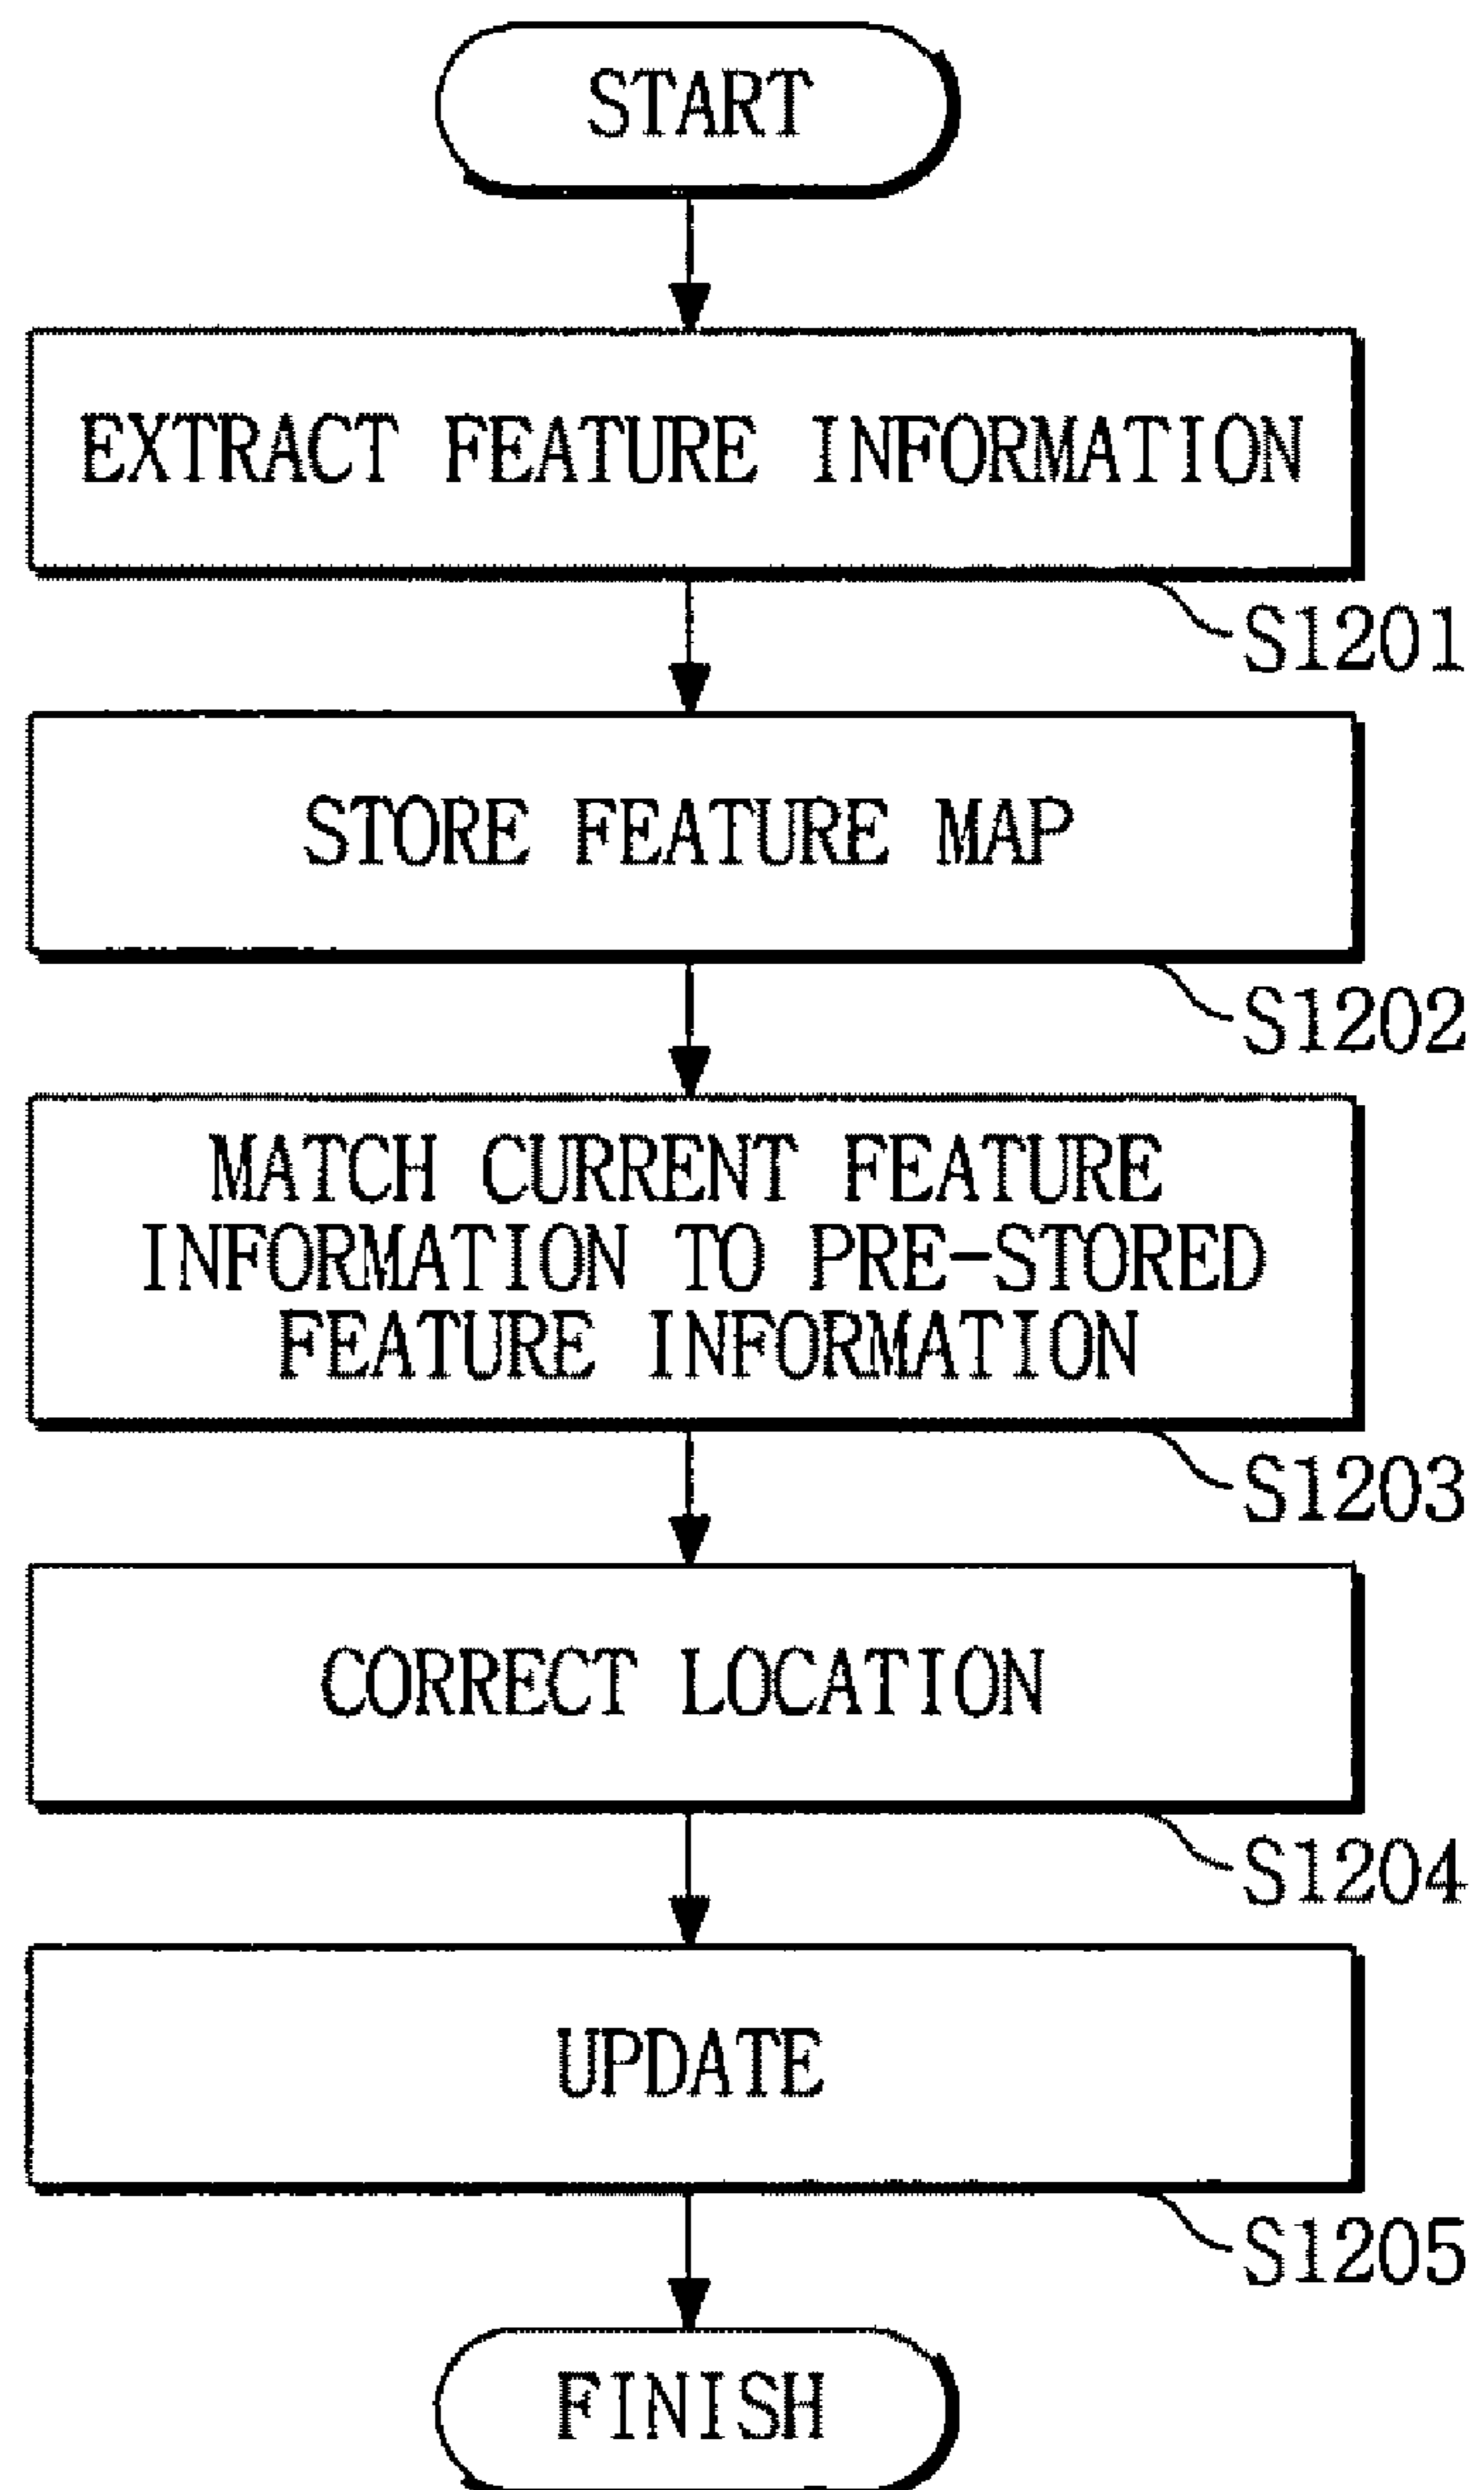 START
EXTRACT FEATURE INFORMATION
S1201
STORE FEATURE MAP
S1202
MATCH CURRENT FEATURE
INFORMATION TO PRE-STORED
FEATURE INFORMATION
S1203
CORRECT LOCATION
S1204
UPDATE
S1205
FINISH